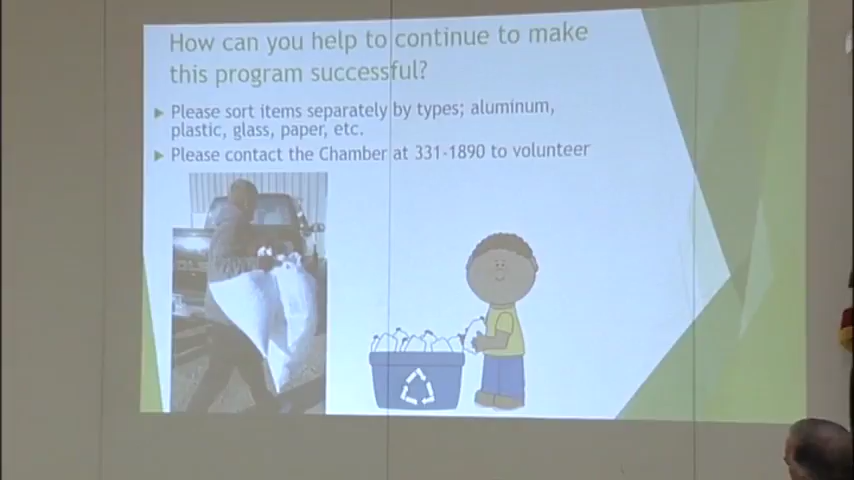 How can you help to continue to make
this program successful?
Please sort items separately by types; aluminum,
plastic, glass, paper, etc.
Please contact the Chamber at 331-1890 to volunteer